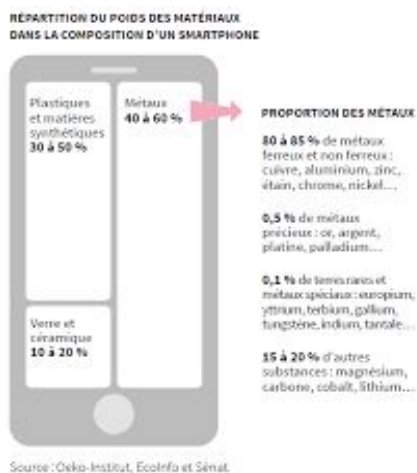 RÉPARTITION DU POIDS DES MATÉRIAUX
DANS LA COMPOSITION D'UN SMARTPHONE
Plastiques
et matières
synthétiques
30 à 50 %
Métaux
40 à 60 %
Verre et
céramique
10 à 20 %
PROPORTION DES MÉTAUX
80 à 85 % de métaux
ferreux et non ferreux :
cuivre, aluminium, zinc,
étain, chrome, nickel...
0,5 % de métaux
précieux : or, argent,
platine, palladium...
0,1 % de terres rares et
métaux spéciaux : europium,
yttrium, terbium, gallium,
tungstène, indium, tantale...
15 à 20 % d'autres
substances : magnésium,
carbone, cobalt, lithium...
Source : Oeko-Institut, EcoInfo et Sénat.